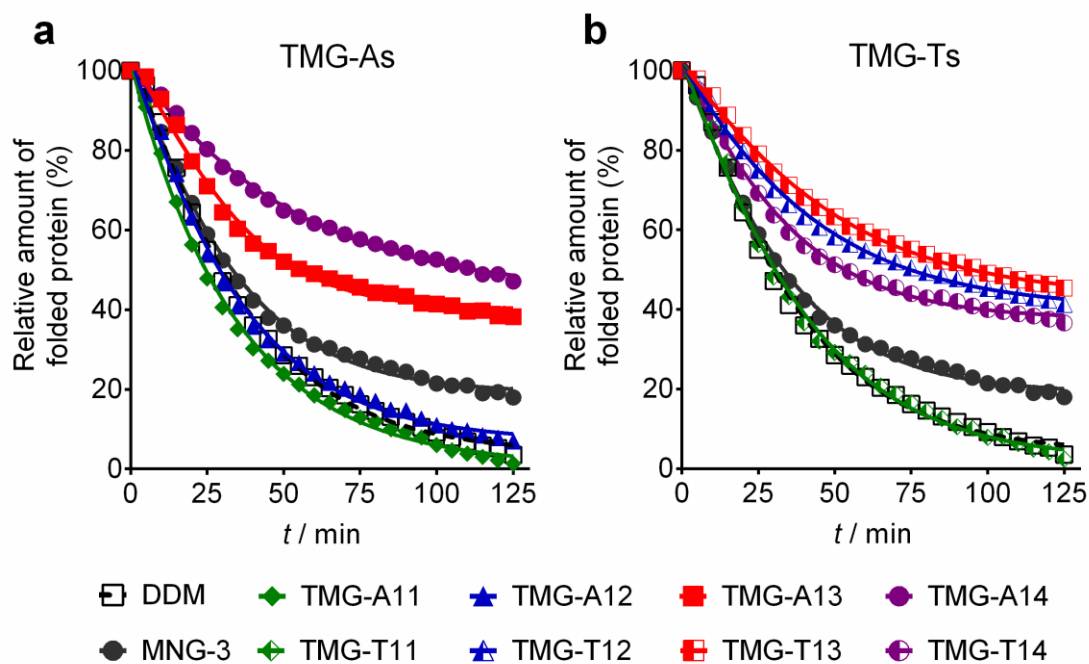 a
TMG-As
b
TMG-Ts
Relative amount of
folded protein (%)
100
80
60
40
20
0
0 25 50 75 100 125
t / min
Relative amount of
folded protein (%)
100
80
60
40
20
0
0 25 50 75 100 125
t / min
DDM TMG-A11 TMG-A12 TMG-A13 TMG-A14
MNG-3 TMG-T11 TMG-T12 TMG-T13 TMG-T14